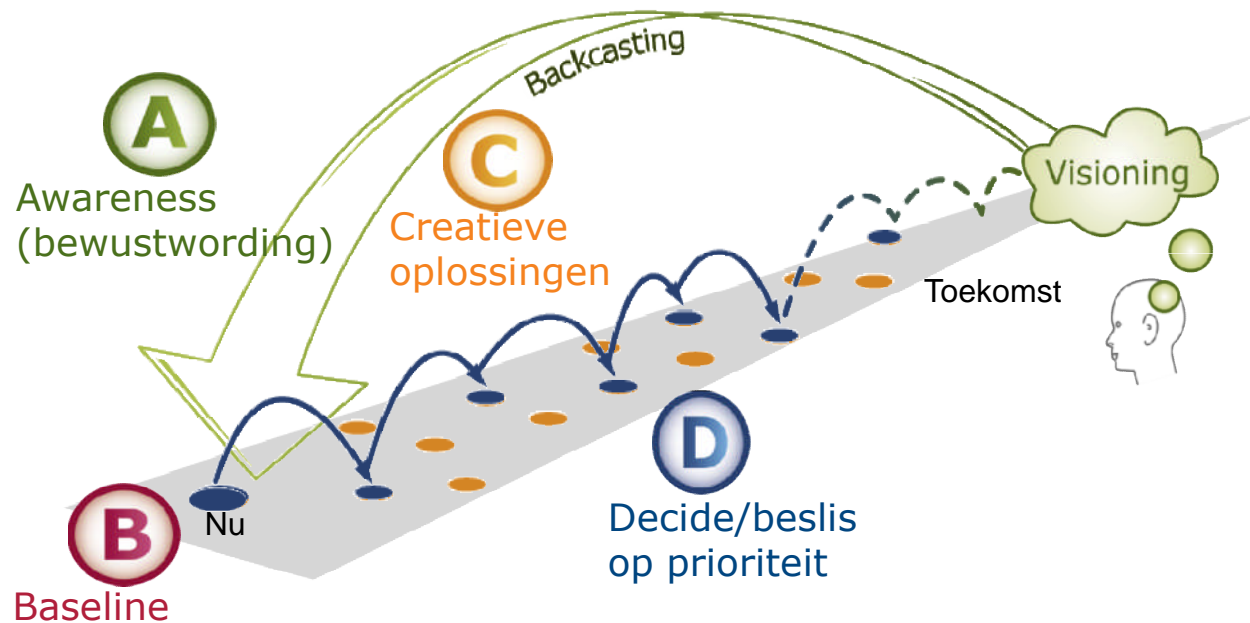 Backcasting
A
Awareness
(bewustwording)
C
Creatieve
oplossingen
Visioning
Toekomst
Nu
B
Baseline
D
Decide/beslis
op prioriteit